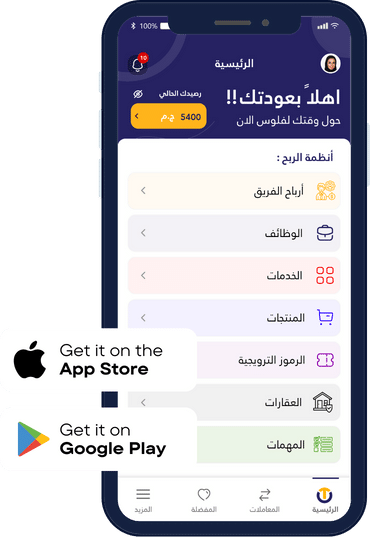 100%
10
الرئيسية
اهلاً بعودتك!!
رصيدك الحالي
حول وقتك لفلوس الان
5400 ج.م
أنظمة الربح :
أرباح الفريق
الوظائف
الخدمات
المنتجات
الرموز الترويجية
العقارات
المهمات
Get it on the
App Store
Get it on
Google Play
الرئيسية
المعاملات
المفضلة
المزيد